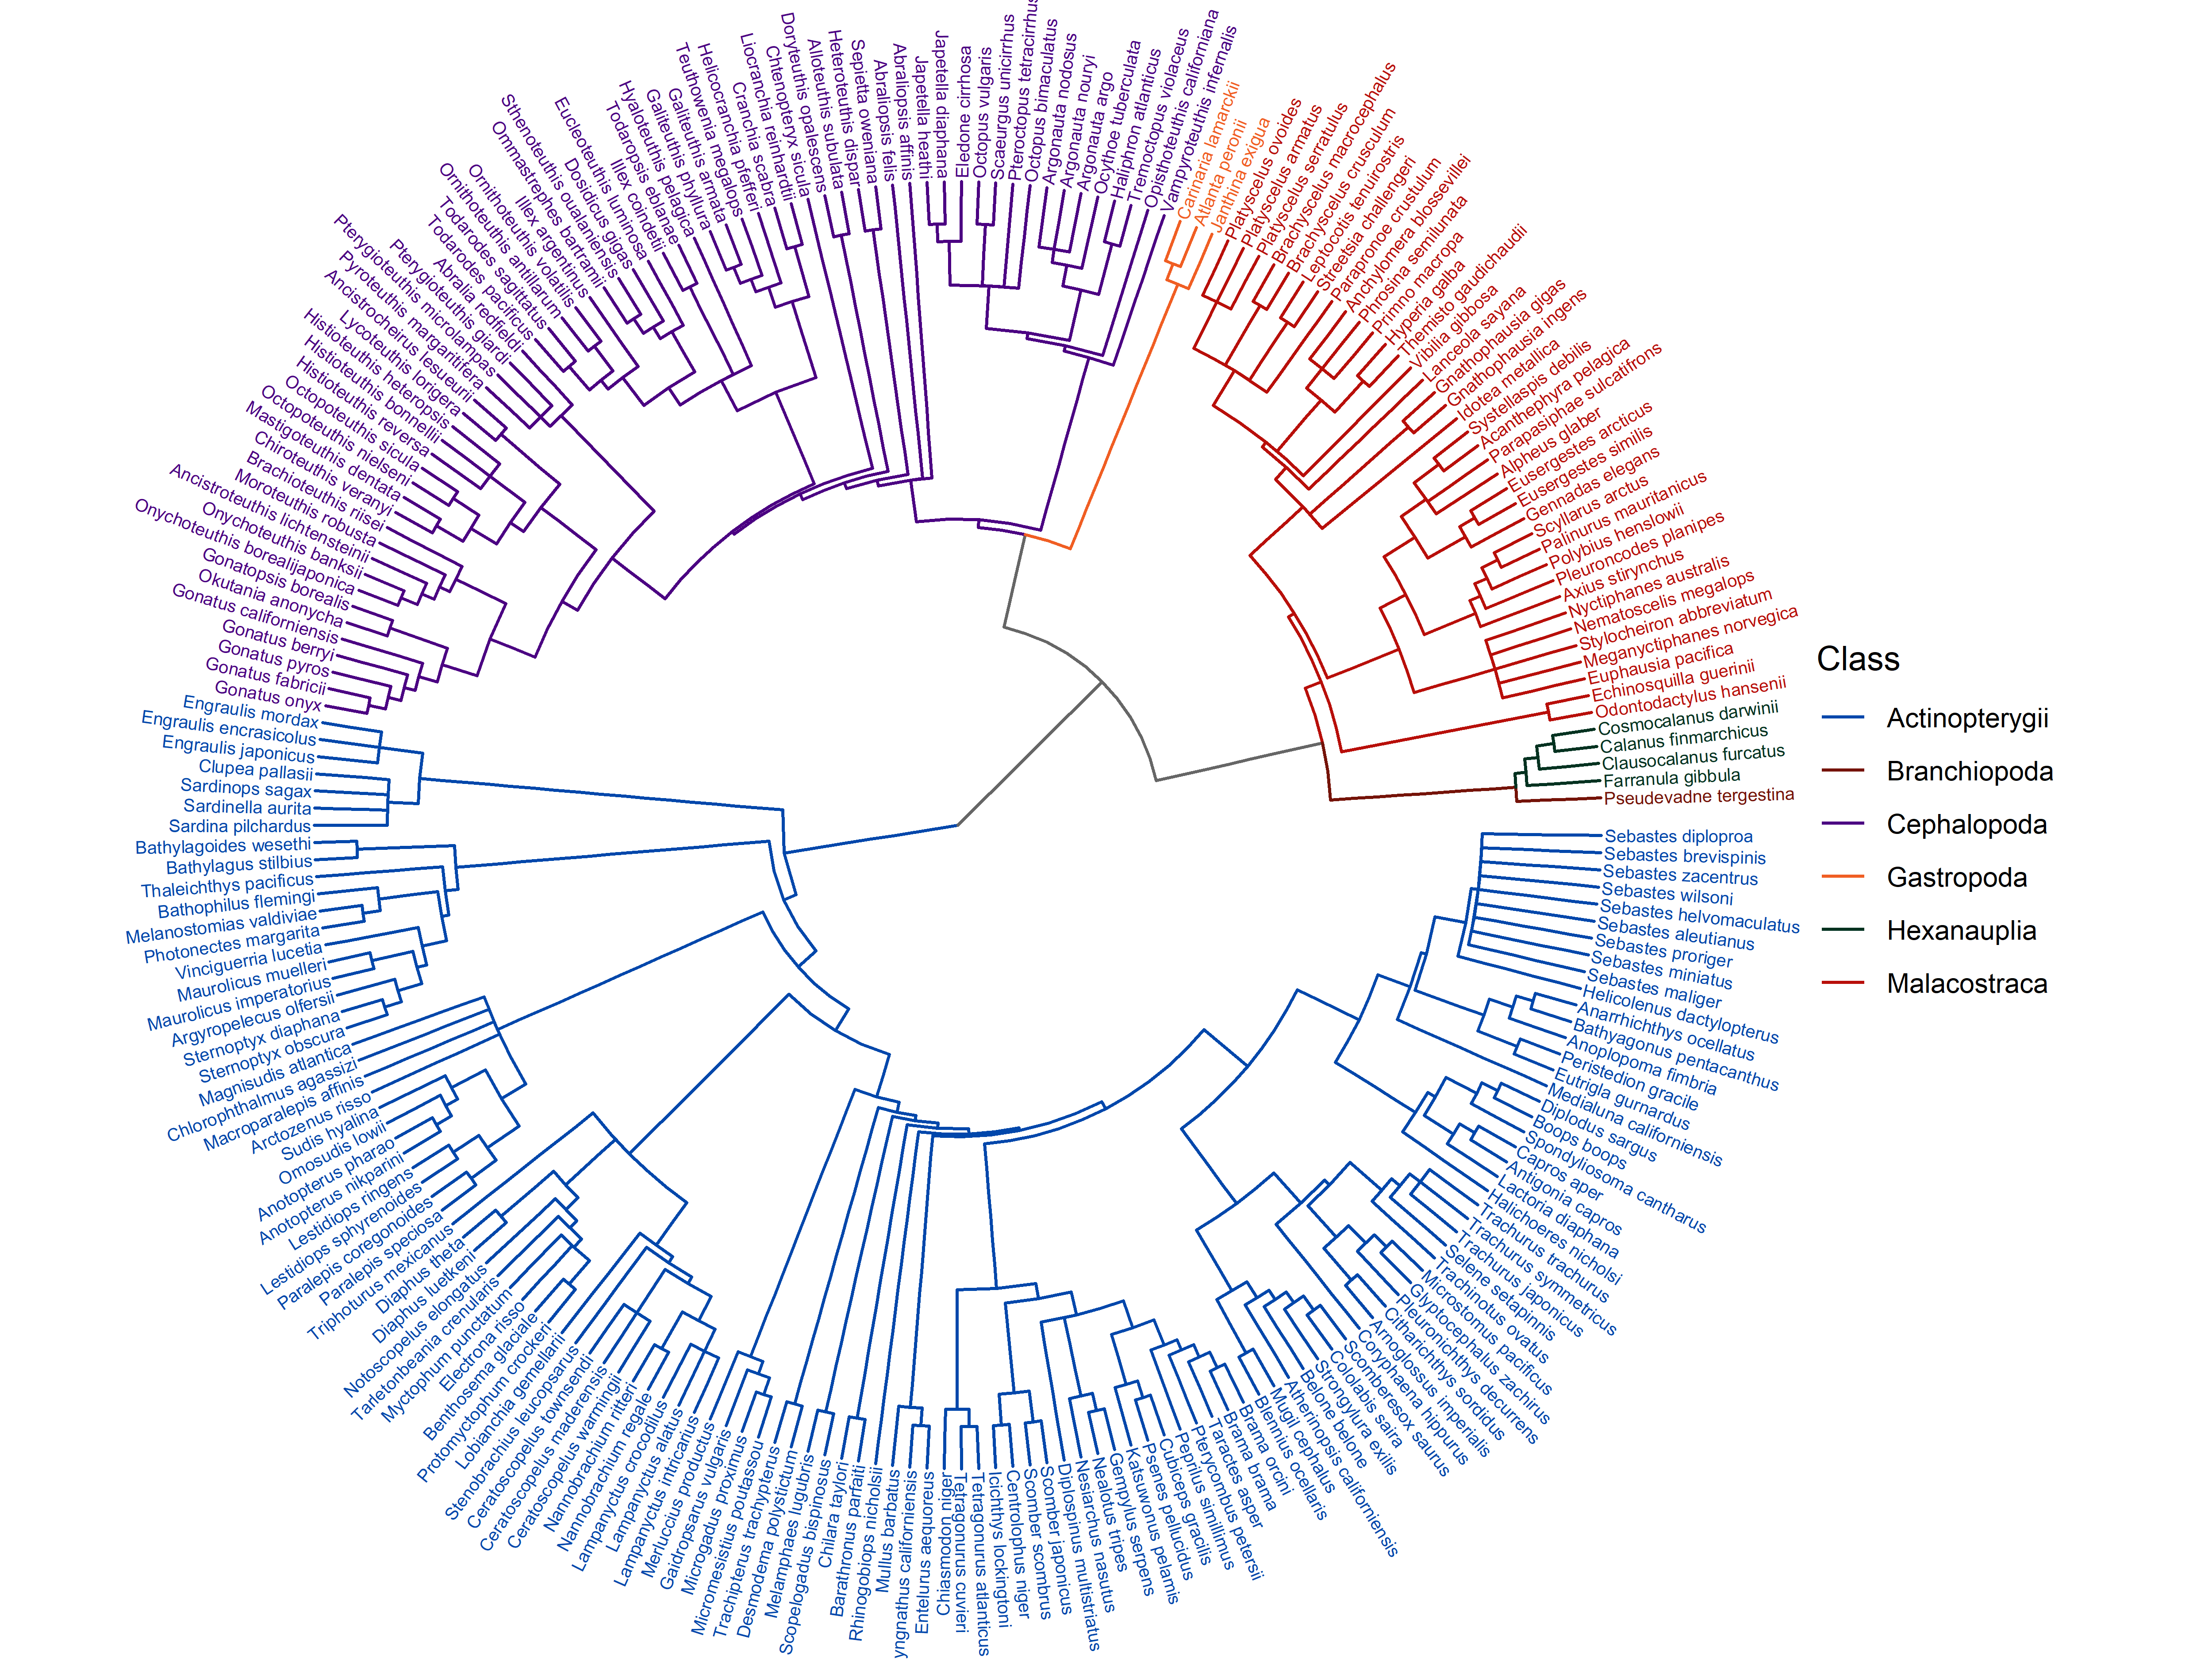 Gonatus onyx
Gonatus fabricii
Gonatus pyros
Gonatus berryi
Gonatus californiensis
Okutania anonycha
Gonatopsis borealis
Onychoteuthis borealijaponica
Onychoteuthis banksii
Ancistroteuthis lichtensteinii
Moroteuthis robusta
Brachioteuthis riisei
Chiroteuthis veranyi
Mastigoteuthis dentata
Octopoteuthis nielseni
Octopoteuthis sicula
Histioteuthis reversa
Histioteuthis bonnellii
Histioteuthis heteropsis
Lycoteuthis lorigera
Ancistrocheirus lesueurii
Pyroteuthis margaritifera
Pterygioteuthis microlampas
Pterygioteuthis giardi
Abralia redfieldi
Todarodes pacificus
Todarodes sagittatus
Ornithoteuthis antillarum
Ornithoteuthis volatilis
Illex argentinus
Ommastrephes bartramii
Sthenoteuthis oualaniensis
Dosidicus gigas
Eucleoteuthis luminosa
Illex coindetii
Todaropsis eblanae
Hyaloteuthis pelagica
Galiteuthis phyllura
Galiteuthis armata
Teuthowenia megalops
Helicocranchia pfefferi
Cranchia scabra
Liocranchia reinhardtii
Chtenopteryx sicula
Doryteuthis opalescens
Alloteuthis subulata
Heteroteuthis dispar
Sepietta oweniana
Abraliopsis felis
Abraliopsis affinis
Japetella heathi
Japetella diaphana
Eledone cirrhosa
Octopus vulgaris
Scaeurgus unicirrhus
Pteroctopus tetracirrhus
Octopus bimaculatus
Argonauta nodosus
Argonauta nouryi
Argonauta argo
Ocythoe tuberculata
Haliphron atlanticus
Tremoctopus violaceus
Opisthoteuthis californiana
Vampyroteuthis infernalis
Carinaria lamarckii
Atlanta peronii
Janthina exigua
Platyscelus ovoides
Platyscelus armatus
Platyscelus serratulus
Brachyscelus macrocephalus
Brachyscelus crusculum
Leptocotis tenuirostris
Streetsia challengeri
Parapronoe crustulum
Anchylomera blossevillei
Phrosina semilunata
Primno macropa
Hyperia galba
Themisto gaudichaudii
Vibilia gibbosa
Lanceola sayana
Gnathophausia gigas
Gnathophausia ingens
Idotea metallica
Systellaspis debilis
Acanthephyra pelagica
Parapasiphae sulcatifrons
Alpheus glaber
Eusergestes arcticus
Eusergestes similis
Gennadas elegans
Scyllarus arctus
Palinurus mauritanicus
Polybius henslowii
Pleuroncodes planipes
Axius stirynchus
Nyctiphanes australis
Nematoscelis megalops
Stylocheiron abbreviatum
Meganyctiphanes norvegica
Euphausia pacifica
Echinosquilla guerinii
Odontodactylus hansenii
Cosmocalanus darwinii
Calanus finmarchicus
Clausocalanus furcatus
Farranula gibbula
Pseudevadne tergestina
Sebastes diploproa
Sebastes brevispinis
Sebastes zacentrus
Sebastes wilsoni
Sebastes helvomaculatus
Sebastes aleutianus
Sebastes proriger
Sebastes miniatus
Sebastes maliger
Helicolenus dactylopterus
Anarrhichthys ocellatus
Bathyagonus pentacanthus
Anoplopoma fimbria
Peristedion gracile
Eutrigla gurnardus
Medialuna californiensis
Diplodus sargus
Boops boops
Spondyliosoma cantharus
Capros aper
Antigonia capros
Lactoria diaphana
Halichoeres nicholsi
Trachurus trachurus
Trachurus symmetricus
Trachurus japonicus
Selene setapinnis
Trachinotus ovatus
Microstomus pacificus
Glyptocephalus zachirus
Pleuronichthys decurrens
Citharichthys sordidus
Arnoglossus imperialis
Coryphaena hippurus
Scomberesox saurus
Cololabis saira
Strongylura exilis
Belone belone
Atherinopsis californiensis
Mugil cephalus
Blennius ocellaris
Brama orcini
Brama brama
Taractes asper
Pterycombus petersii
Peprilus simillimus
Cubiceps gracilis
Psenes pellucidus
Katsuwonus pelamis
Gempylus serpens
Nealotus tripes
Nesiarchus nasutus
Diplospinus multistriatus
Scomber japonicus
Scomber scombrus
Centrolophus niger
Icichthys lockingtoni
Tetragonurus atlanticus
Tetragonurus cuvieri
Chiasmodon niger
Entelurus aequoreus
yngnathus californiensis
Mullus barbatus
Rhinogobiops nicholsii
Barathronus parfaiti
Chilara taylori
Scopelogadus bispinosus
Melamphaes lugubris
Desmodema polystictum
Trachipterus trachypterus
Micromesistius poutassou
Microgadus proximus
Gaidropsarus vulgaris
Merluccius productus
Lampanyctus intricarius
Lampanyctus alatus
Lampanyctus crocodilus
Nannobrachium regale
Nannobrachium ritteri
Ceratoscopelus warmingii
Ceratoscopelus maderensis
Ceratoscopelus townsendi
Stenobrachius leucopsarus
Lobianchia gemellarii
Protomyctophum crockeri
Benthosema glaciale
Electrona risso
Myctophum punctatum
Tarletonbeania crenularis
Notoscopelus elongatus
Diaphus luetkeni
Diaphus theta
Triphoturus mexicanus
Paralepis speciosa
Paralepis coregonoides
Lestidiops sphyrenoides
Lestidiops ringens
Anotopterus nikparini
Anotopterus pharao
Omosudis lowii
Sudis hyalina
Arctozenus risso
Macroparalepis affinis
Chlorophthalmus agassizi
Magnisudis atlantica
Sternoptyx obscura
Sternoptyx diaphana
Argyropelecus olfersii
Maurolicus imperatorius
Maurolicus muelleri
Vinciguerria lucetia
Photonectes margarita
Melanostomias valdiviae
Bathophilus flemingi
Thaleichthys pacificus
Bathylagus stilbius
Bathylagoides wesethi
Sardina pilchardus
Sardinella aurita
Sardinops sagax
Clupea pallasii
Engraulis japonicus
Engraulis encrasicolus
Engraulis mordax
Class
Actinopterygii
Branchiopoda
Cephalopoda
Gastropoda
Hexanauplia
Malacostraca